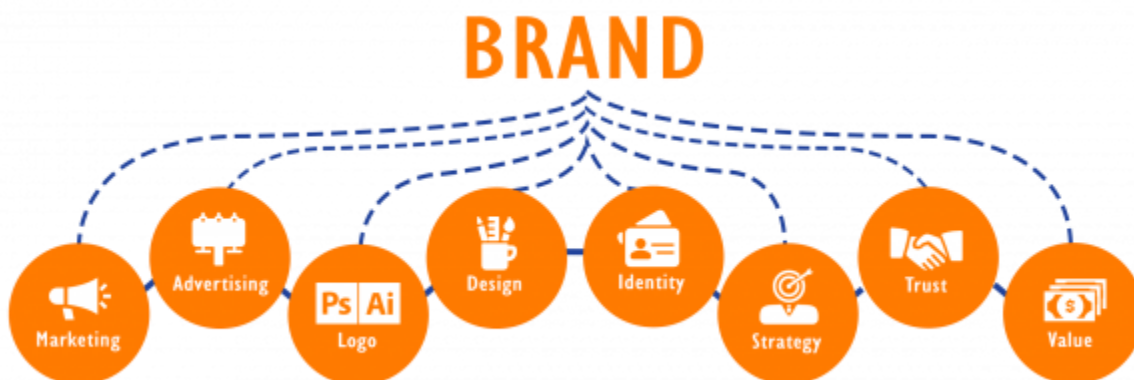 BRAND
Marketing
Advertising
Ps Ai
Logo
Design
Identity
Strategy
Trust
$
Value